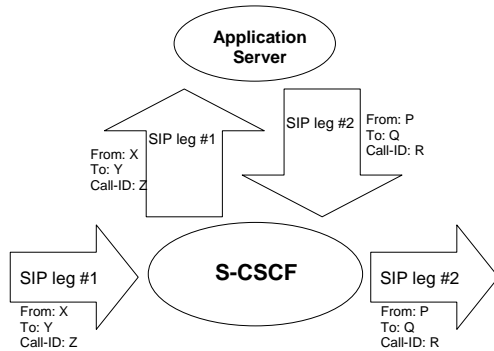 Application
Server
SIP leg #1
From: X
To: Y
Call-ID: Z
SIP leg #2
From: P
To: Q
Call-ID: R
S-CSCF
SIP leg #1
From: X
To: Y
Call-ID: Z
SIP leg #2
From: P
To: Q
Call-ID: R